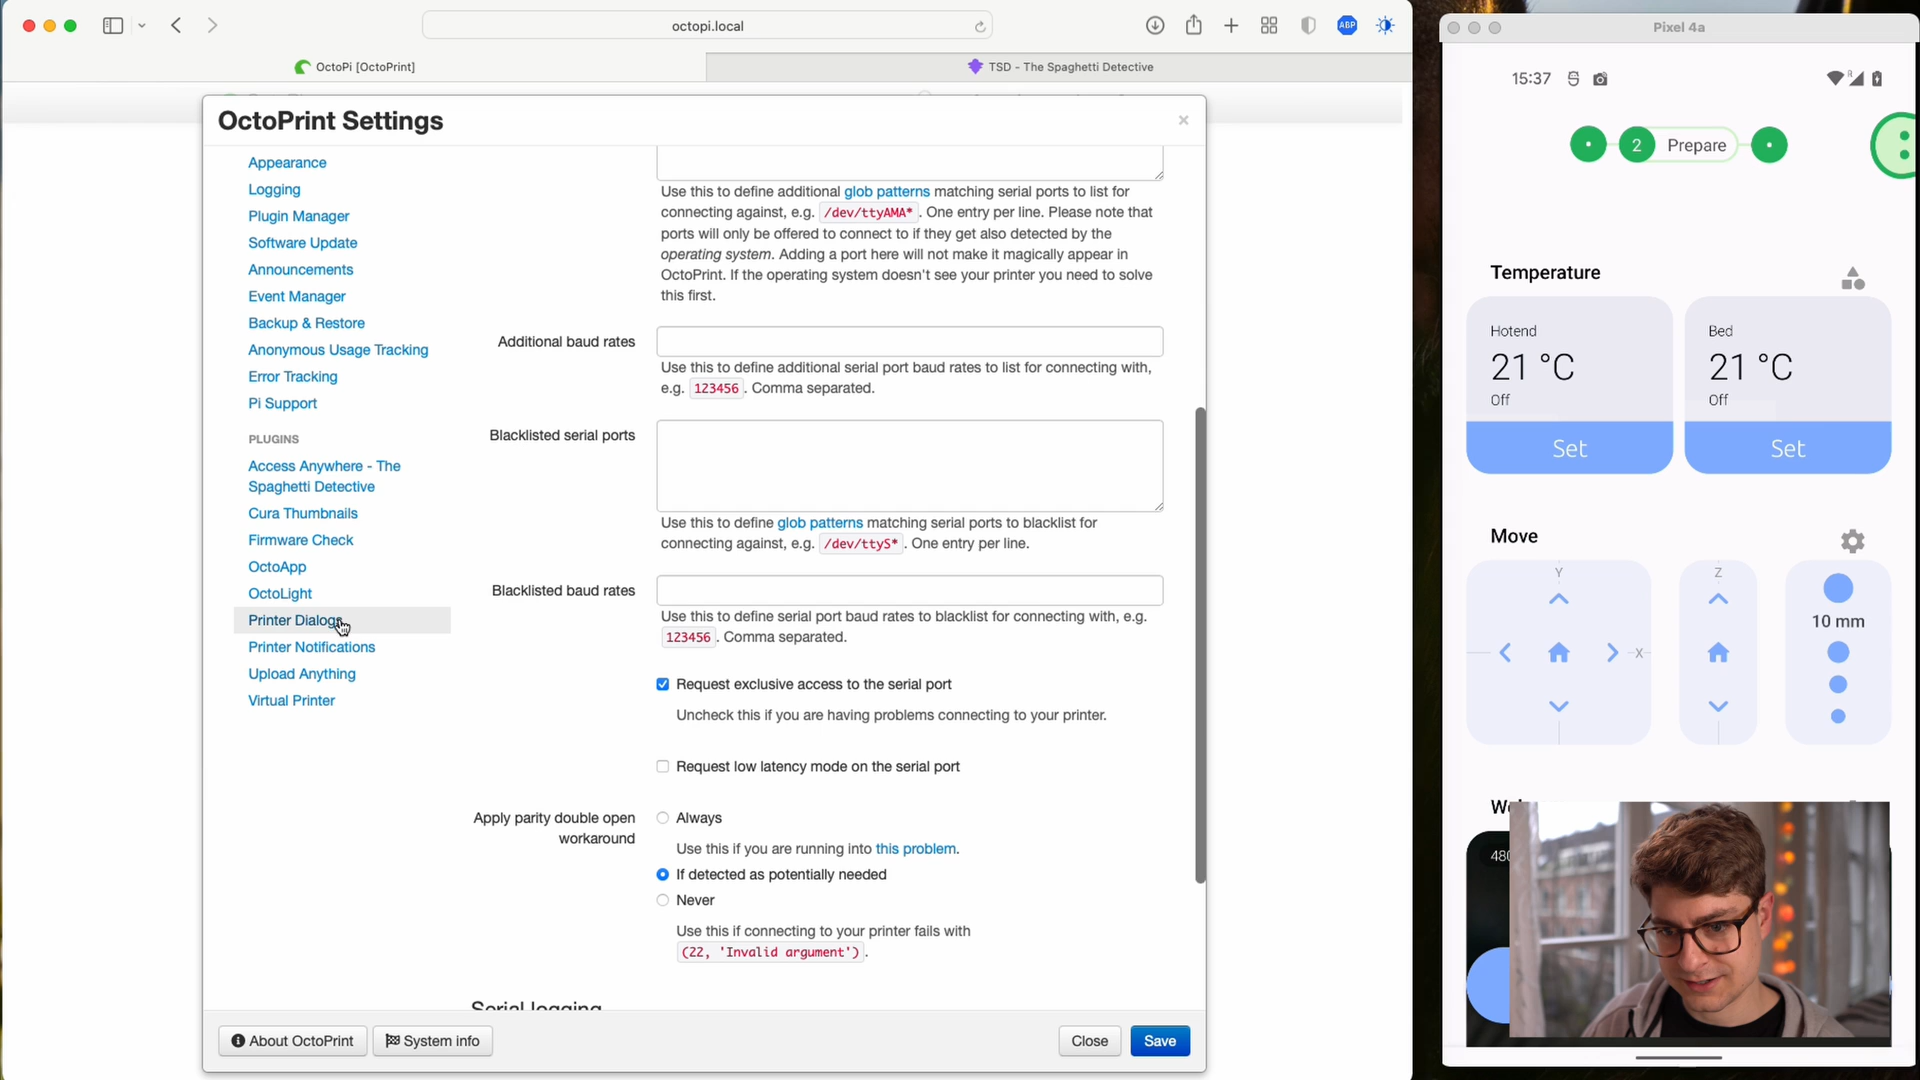 octopi.local
ABP
OctoPi [OctoPrint]
TSD - The Spaghetti Detective
OctoPrint Settings
×
Appearance
Logging
Plugin Manager
Software Update
Announcements
Event Manager
Backup & Restore
Anonymous Usage Tracking
Error Tracking
Pi Support
PLUGINS
Access Anywhere - The
Spaghetti Detective
Cura Thumbnails
Firmware Check
OctoApp
OctoLight
Printer Dialogs
Printer Notifications
Upload Anything
Virtual Printer
Use this to define additional glob patterns matching serial ports to list for
connecting against, e.g. /dev/ttyAMA* . One entry per line. Please note that
ports will only be offered to connect to if they get also detected by the
operating system. Adding a port here will not make it magically appear in
OctoPrint. If the operating system doesn't see your printer you need to solve
this first.
Additional baud rates
Use this to define additional serial port baud rates to list for connecting with,
e.g. 123456 . Comma separated.
Blacklisted serial ports
Use this to define glob patterns matching serial ports to blacklist for
connecting against, e.g. /dev/ttyS* . One entry per line.
Blacklisted baud rates
Use this to define serial port baud rates to blacklist for connecting with, e.g.
123456 . Comma separated.
Request exclusive access to the serial port
Uncheck this if you are having problems connecting to your printer.
Request low latency mode on the serial port
Apply parity double open
workaround
Always
Use this if you are running into this problem.
If detected as potentially needed
Never
Use this if connecting to your printer fails with
(22, 'Invalid argument') .
Serial logging
About OctoPrint
System info
Close
Save
Pixel 4a
15:37
2 Prepare
Temperature
Hotend
21 °C
Off
Set
Bed
21 °C
Off
Set
Move
Y
X
Z
10 mm
480